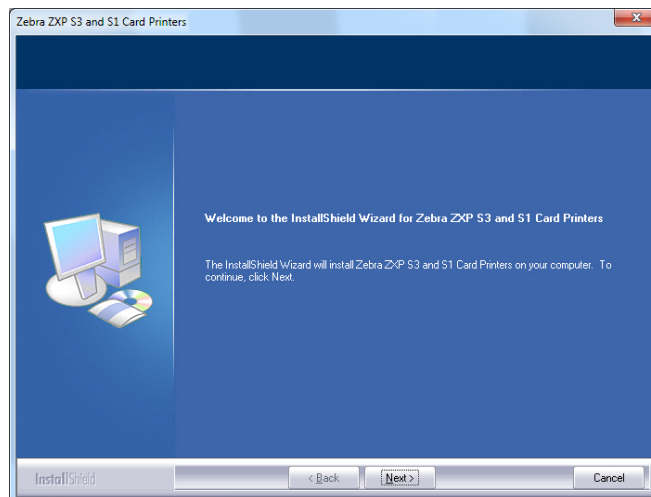 Zebra ZXP S3 and S1 Card Printers
Welcome to the InstallShield Wizard for Zebra ZXP S3 and S1 Card Printers
The InstallShield Wizard will install Zebra ZXP S3 and S1 Card Printers on your computer. To
continue, click Next.
InstallShield
< Back
Next >
Cancel